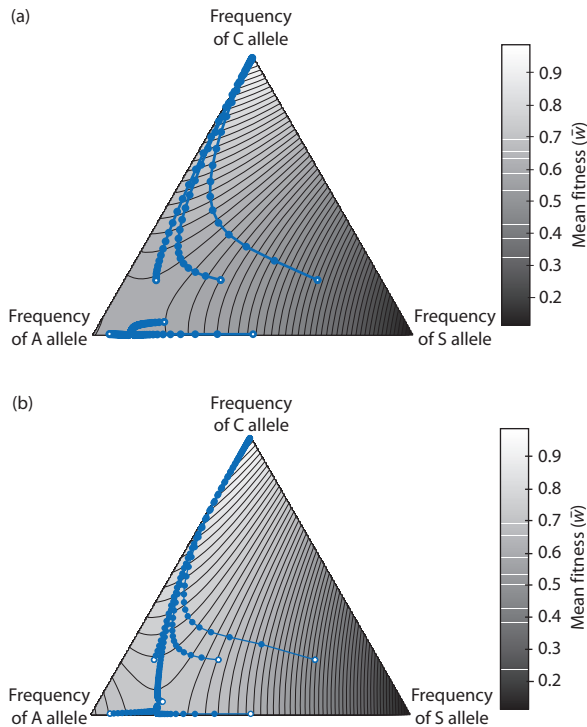 (a)
Frequency
of C allele
Frequency
of A allele
Frequency
of S allele
0.9
0.8
0.7
0.6
0.5
0.4
0.3
0.2
Mean fitness (w̄)
(b)
Frequency
of C allele
Frequency
of A allele
Frequency
of S allele
0.9
0.8
0.7
0.6
0.5
0.4
0.3
0.2
Mean fitness (w̄)